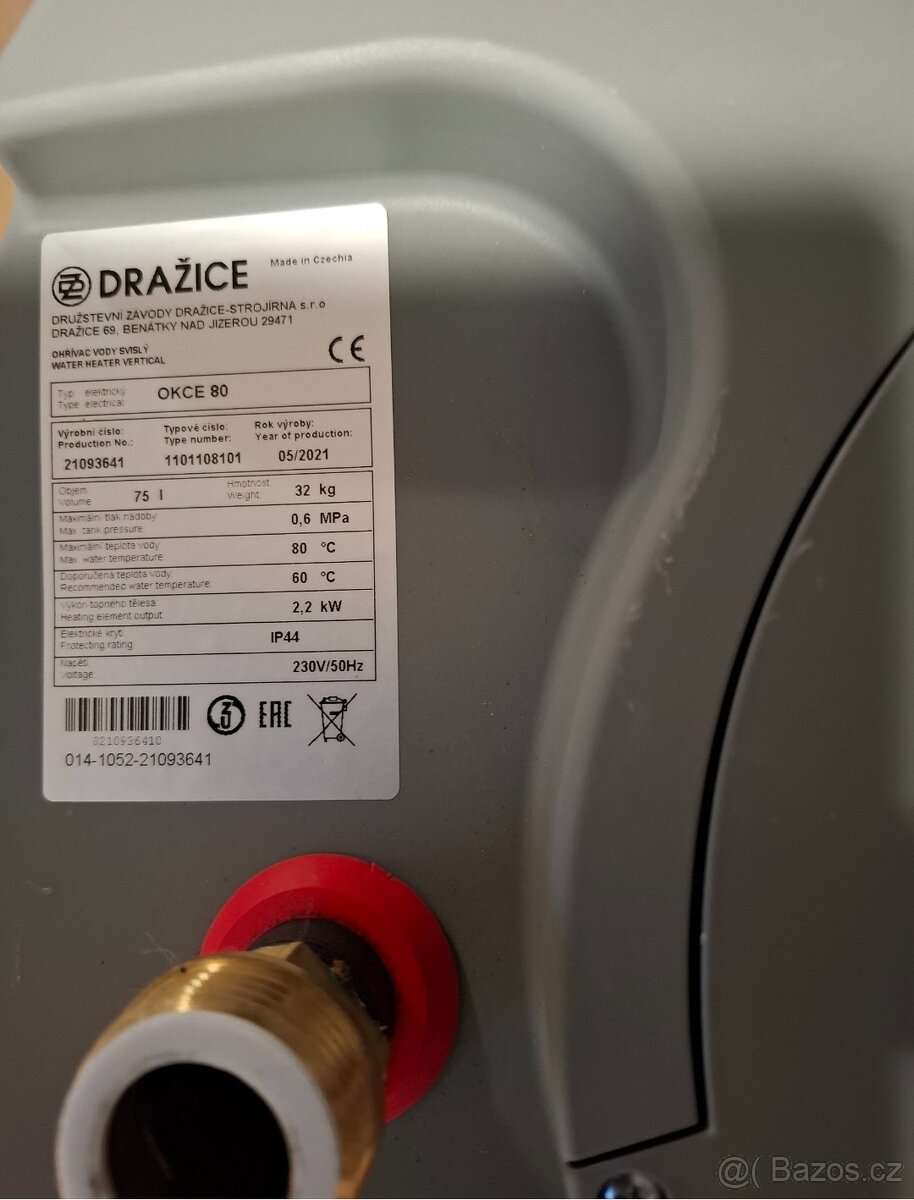 DRAŽICE Made in Czechia
DRUŽSTEVNÍ ZÁVODY DRAŽICE-STROJÍRNA s.r.o
DRAŽICE 69, BENÁTKY NAD JIZEROU 29471
OHŘÍVAC VODY SVISLÝ
WATER HEATER VERTICAL
CE
Typ elektrický
Type electrical
OKCE 80
Výrobní číslo:
Production No.:
21093641
Typové číslo:
Type number:
1101108101
Rok výroby:
Year of production:
05/2021
Objem
Volume
75 l
Hmotnost
Weight
32 kg
Maximální tlak nádoby
Max. tank pressure
0,6 MPa
Maximální teplota vody
Max. water temperature
80 °C
Doporučená teplota vody
Recommended water temperature
60 °C
Výkon topného tělesa
Heating element output
2,2 kW
Elektrické krytí
Protecting rating
IP44
Napětí
Voltage
230V/50Hz
3 EAC
0210936410
014-1052-21093641
@( Bazos.cz